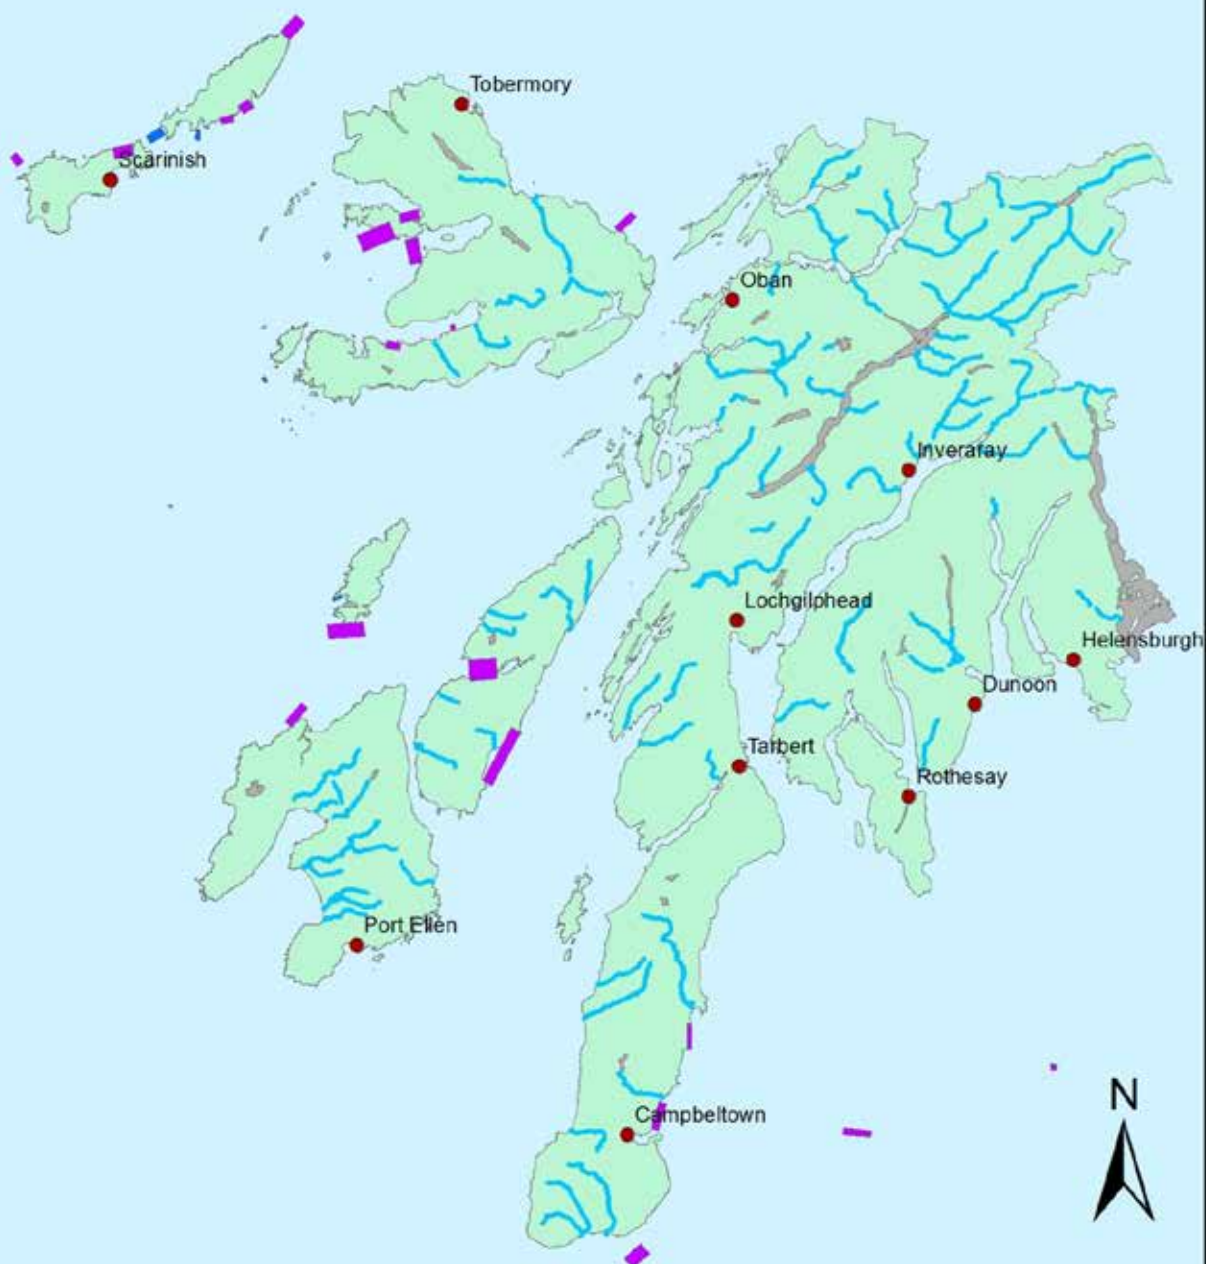 Tobermory
Scarinish
Oban
Inveraray
Lochgilphead
Helensburgh
Dunoon
Tarbert
Rothesay
Port Ellen
N
Campbeltown